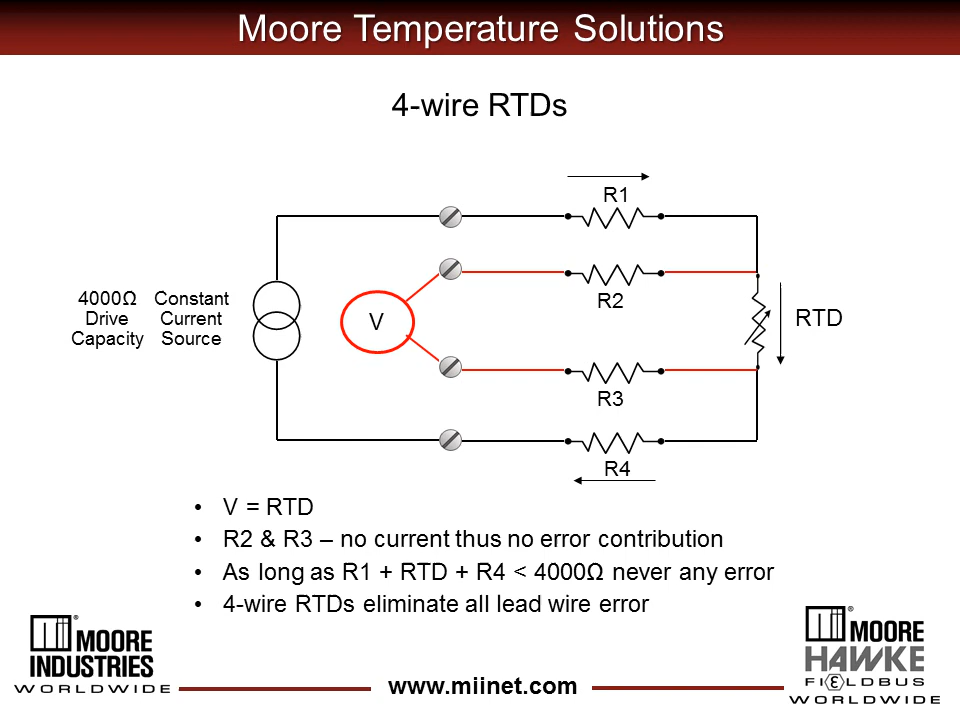 Moore Temperature Solutions
4-wire RTDs
R1
R2
4000Ω
Drive
Capacity
Constant
Current
Source
V
RTD
R3
R4
• V = RTD
• R2 & R3 – no current thus no error contribution
• As long as R1 + RTD + R4 < 4000Ω never any error
• 4-wire RTDs eliminate all lead wire error
® MOORE
INDUSTRIES
WORLDWIDE
www.miinet.com
® MOORE
HAWKE
FIELDBUS
WORLDWIDE